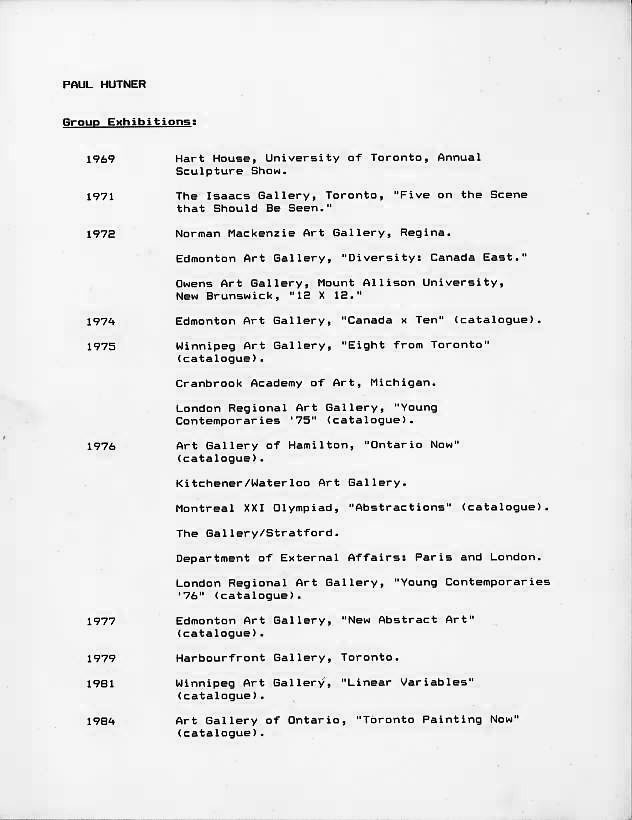 PAUL HUTNER
Group Exhibitions:
1969 Hart House, University of Toronto, Annual
Sculpture Show.
1971 The Isaacs Gallery, Toronto, "Five on the Scene
that Should Be Seen."
1972 Norman Mackenzie Art Gallery, Regina.
Edmonton Art Gallery, "Diversity: Canada East."
Owens Art Gallery, Mount Allison University,
New Brunswick, "12 X 12."
1974 Edmonton Art Gallery, "Canada x Ten" (catalogue).
1975 Winnipeg Art Gallery, "Eight from Toronto"
(catalogue).
Cranbrook Academy of Art, Michigan.
London Regional Art Gallery, "Young
Contemporaries '75" (catalogue).
1976 Art Gallery of Hamilton, "Ontario Now"
(catalogue).
Kitchener/Waterloo Art Gallery.
Montreal XXI Olympiad, "Abstractions" (catalogue).
The Gallery/Stratford.
Department of External Affairs: Paris and London.
London Regional Art Gallery, "Young Contemporaries
'76" (catalogue).
1977 Edmonton Art Gallery, "New Abstract Art"
(catalogue).
1979 Harbourfront Gallery, Toronto.
1981 Winnipeg Art Gallery, "Linear Variables"
(catalogue).
1984 Art Gallery of Ontario, "Toronto Painting Now"
(catalogue).